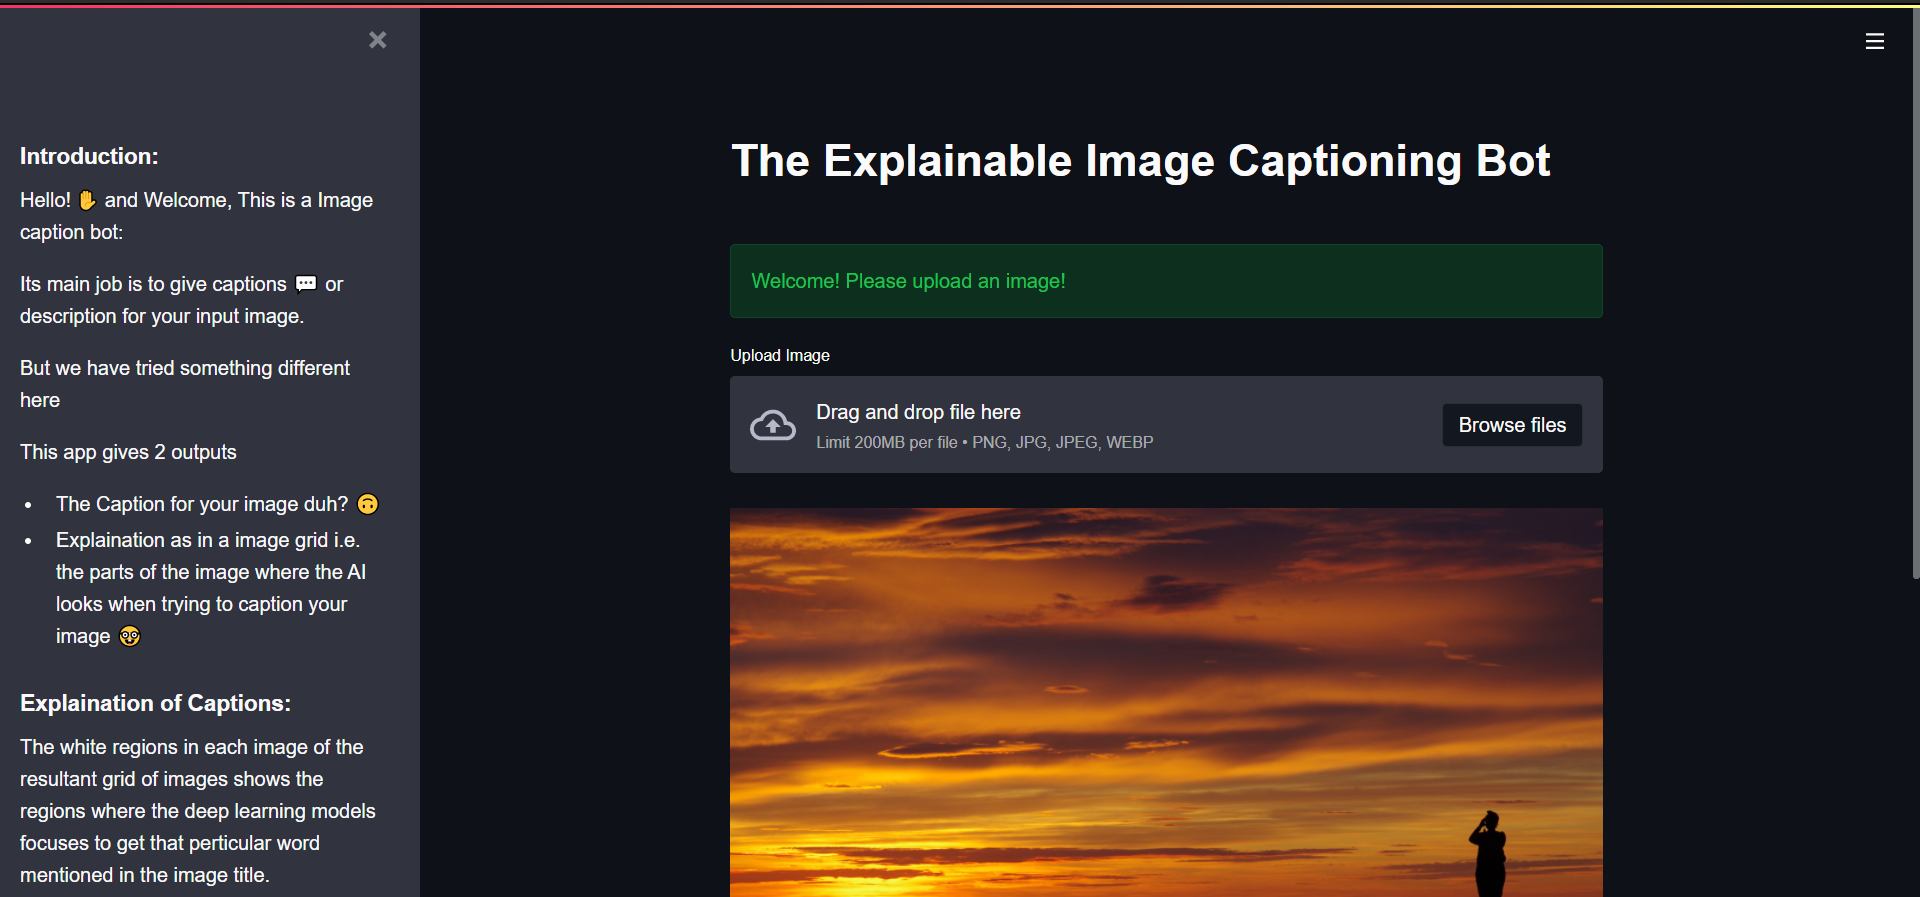 Introduction:
Hello! ✋ and Welcome, This is a Image
caption bot:
Its main job is to give captions 💬 or
description for your input image.
But we have tried something different
here
This app gives 2 outputs
• The Caption for your image duh? 🙃
• Explaination as in a image grid i.e.
the parts of the image where the AI
looks when trying to caption your
image 🤓
Explaination of Captions:
The white regions in each image of the
resultant grid of images shows the
regions where the deep learning models
focuses to get that perticular word
mentioned in the image title.
The Explainable Image Captioning Bot
Welcome! Please upload an image!
Upload Image
Drag and drop file here
Limit 200MB per file • PNG, JPG, JPEG, WEBP
Browse files